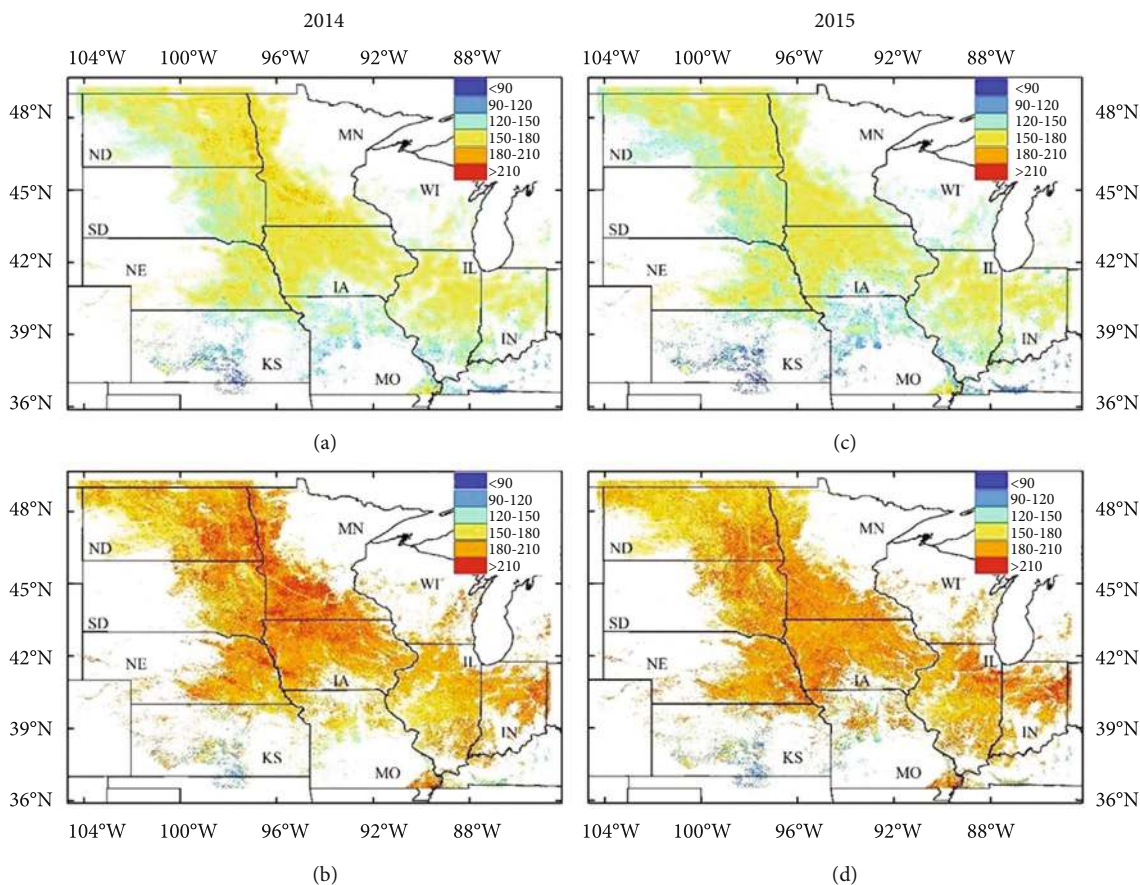 2014 2015
104°W 100°W 96°W 92°W 88°W 104°W 100°W 96°W 92°W 88°W
<90
90-120
120-150
150-180
180-210
>210
48°N
45°N
42°N
39°N
36°N
ND
SD
NE
KS
MN
WI
IA
IL
IN
MO
(a)
<90
90-120
120-150
150-180
180-210
>210
48°N
45°N
42°N
39°N
36°N
ND
SD
NE
KS
MN
WI
IA
IL
IN
MO
(c)
<90
90-120
120-150
150-180
180-210
>210
48°N
45°N
42°N
39°N
36°N
ND
SD
NE
KS
MN
WI
IA
IL
IN
MO
<90
90-120
120-150
150-180
180-210
>210
48°N
45°N
42°N
39°N
36°N
ND
SD
NE
KS
MN
WI
IA
IL
IN
MO
104°W 100°W 96°W 92°W 88°W 104°W 100°W 96°W 92°W 88°W
(b) (d)